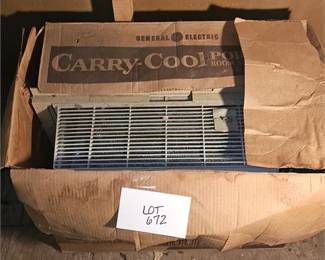 GENERAL ELECTRIC
CARRY-COOL
LOT
672